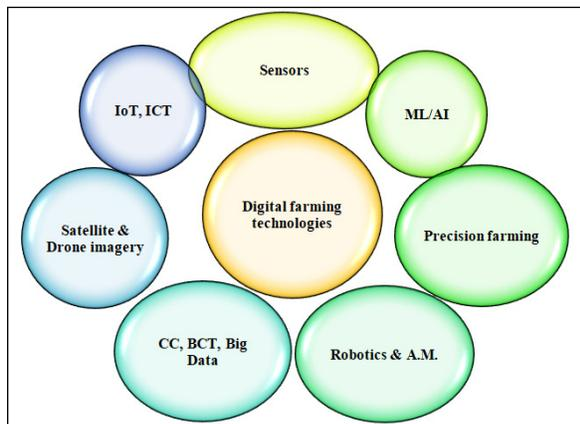 Sensors
ML/AI
Precision farming
Robotics & A.M.
CC, BCT, Big
Data
Satellite &
Drone imagery
IoT, ICT
Digital farming
technologies